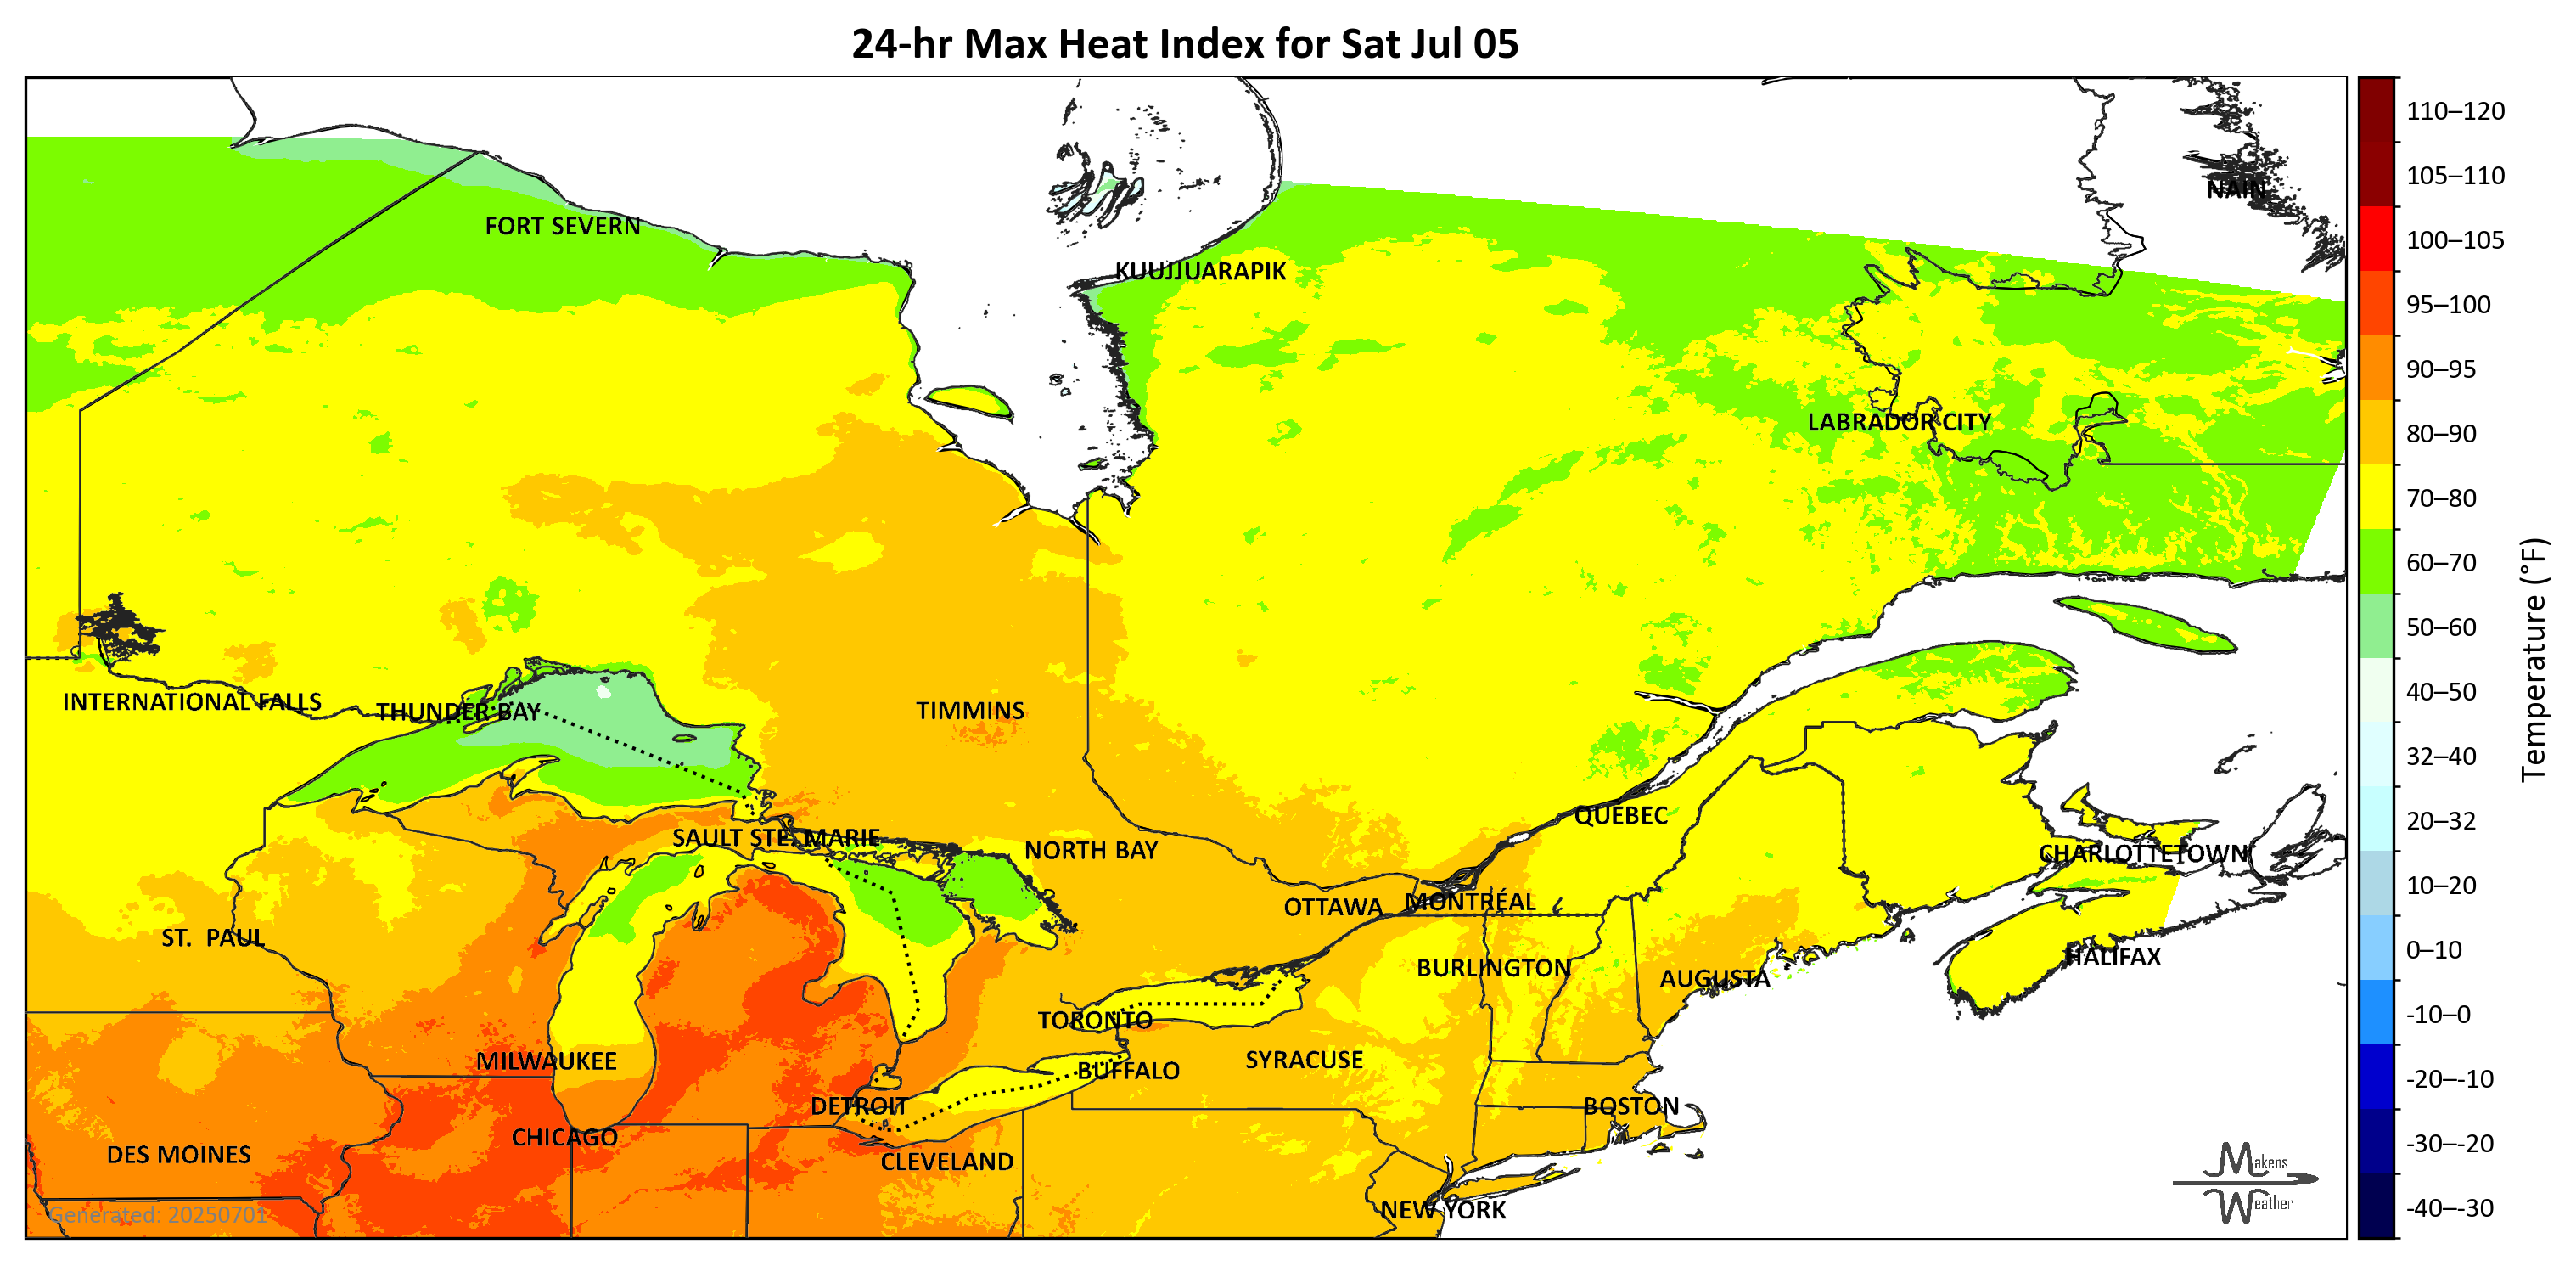 24-hr Max Heat Index for Sat Jul 05
NAIN
FORT SEVERN
KUUJJUARAPIK
LABRADOR CITY
INTERNATIONAL FALLS
THUNDER BAY
TIMMINS
QUEBEC
SAULT STE. MARIE
NORTH BAY
CHARLOTTETOWN
OTTAWA
MONTRÉAL
ST. PAUL
HALIFAX
BURLINGTON
AUGUSTA
TORONTO
MILWAUKEE
SYRACUSE
BUFFALO
DETROIT
BOSTON
CHICAGO
DES MOINES
CLEVELAND
NEW YORK
Generated: 20250701
Makens
Weather
110–120
105–110
100–105
95–100
90–95
80–90
70–80
60–70
50–60
40–50
32–40
20–32
10–20
0–10
-10–0
-20–-10
-30–-20
-40–-30
Temperature (°F)